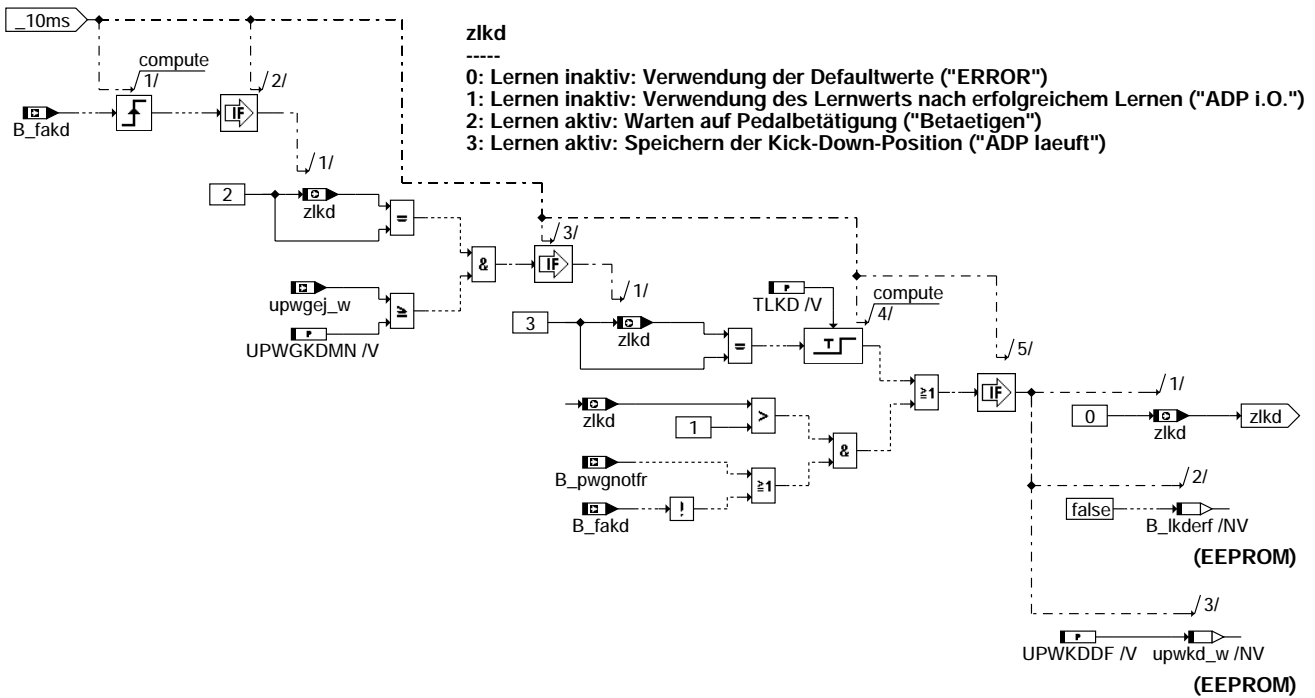 _10ms
zlkd
-----
0: Lernen inaktiv: Verwendung der Defaultwerte ("ERROR")
1: Lernen inaktiv: Verwendung des Lernwerts nach erfolgreichem Lernen ("ADP i.O.")
2: Lernen aktiv: Warten auf Pedalbetätigung ("Betaetigen")
3: Lernen aktiv: Speichern der Kick-Down-Position ("ADP laeuft")
compute
1/
2/
B_fakd
IF
/1/
2
zlkd
=
&
/3/
IF
/1/
upwgej_w
≥
UPWGKDMN /V
P
TLKD /V
P
compute
4/
3
zlkd
=
T
/5/
≥1
IF
/1/
zlkd
1
>
&
0
zlkd
zlkd
B_pwgnotfr
≥1
B_fakd
!
/2/
false
B_lkderf /NV
(EEPROM)
/3/
P
UPWKDDF /V
upwkd_w /NV
(EEPROM)